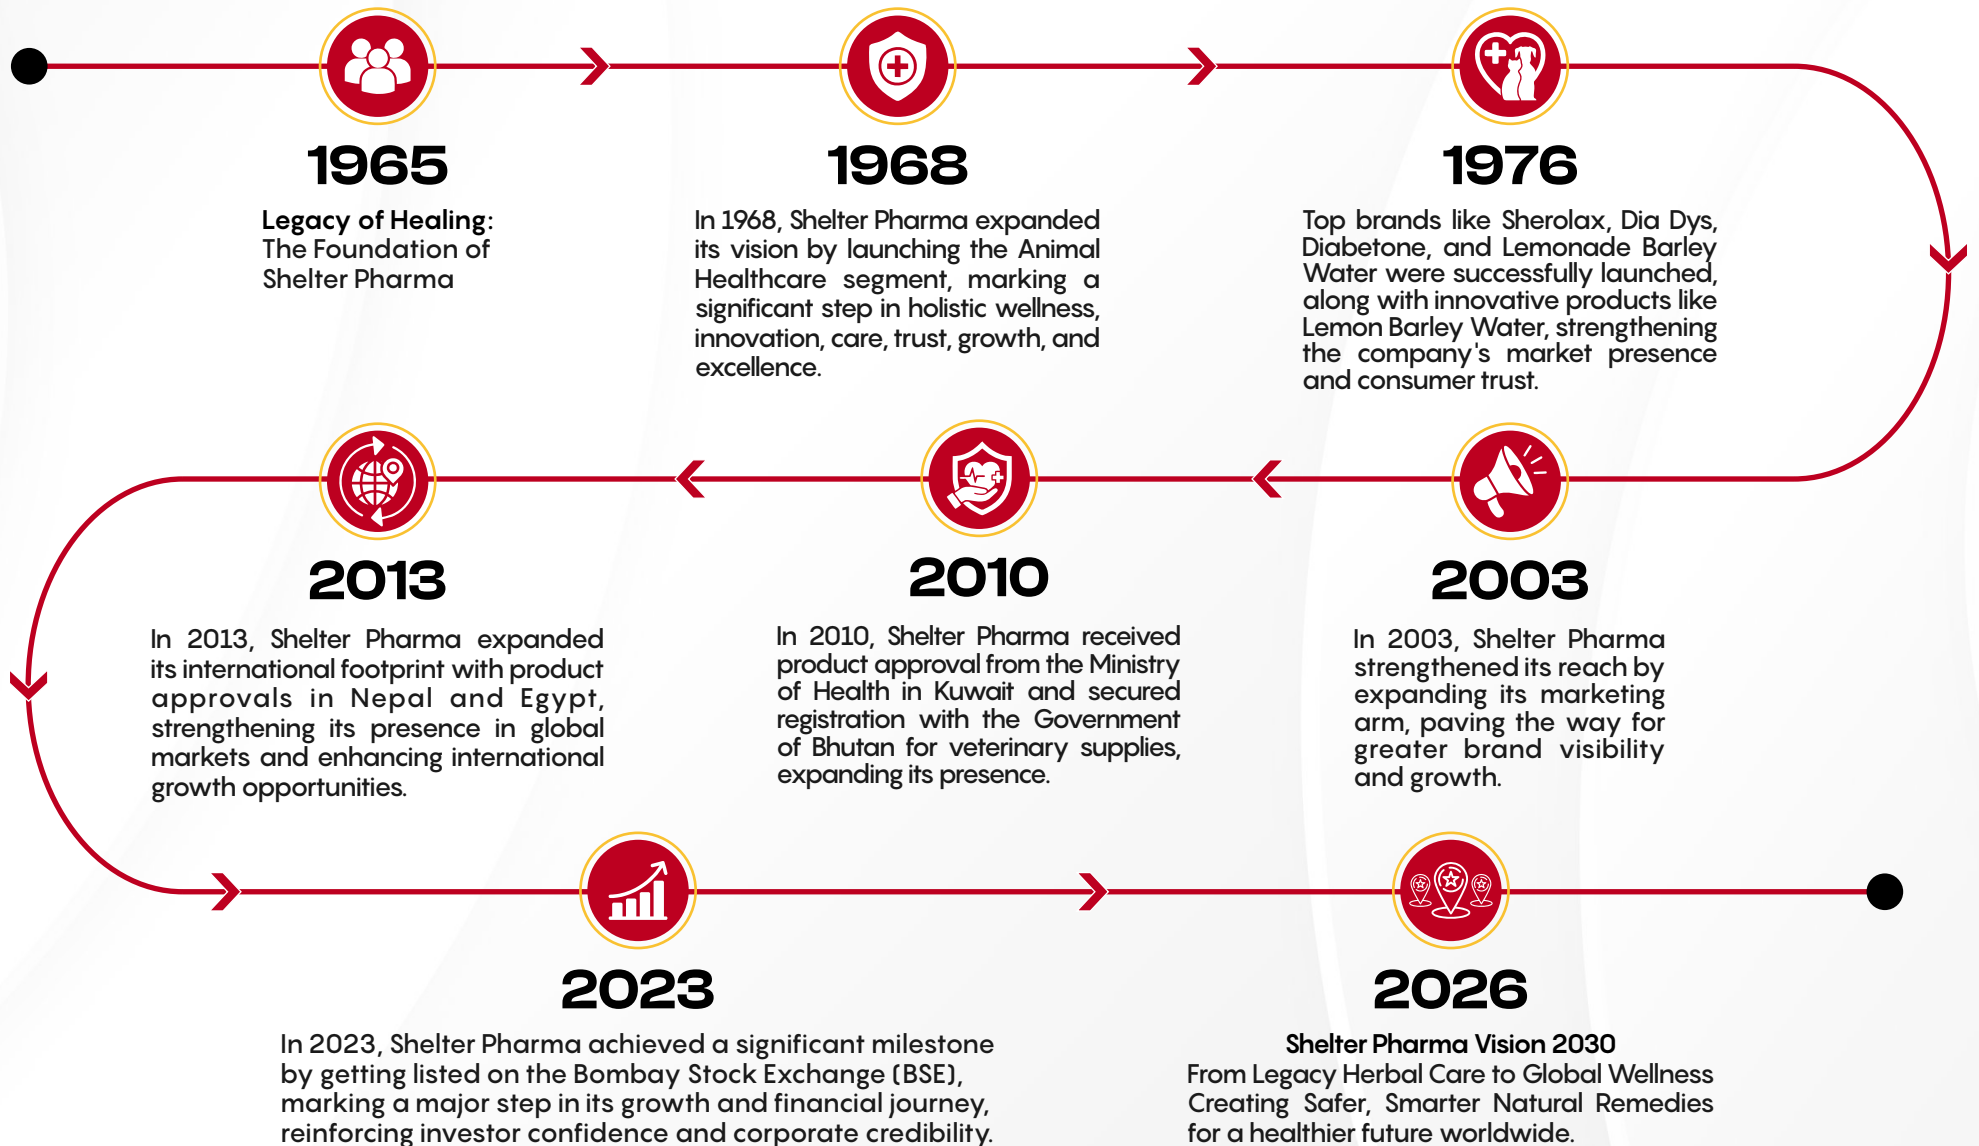 1965
Legacy of Healing:
The Foundation of
Shelter Pharma
1968
In 1968, Shelter Pharma expanded
its vision by launching the Animal
Healthcare segment, marking a
significant step in holistic wellness,
innovation, care, trust, growth, and
excellence.
1976
Top brands like Sherolax, Dia Dys,
Diabetone, and Lemonade Barley
Water were successfully launched,
along with innovative products like
Lemon Barley Water, strengthening
the company's market presence
and consumer trust.
2003
In 2003, Shelter Pharma
strengthened its reach by
expanding its marketing
arm, paving the way for
greater brand visibility
and growth.
2010
In 2010, Shelter Pharma received
product approval from the Ministry
of Health in Kuwait and secured
registration with the Government
of Bhutan for veterinary supplies,
expanding its presence.
2013
In 2013, Shelter Pharma expanded
its international footprint with product
approvals in Nepal and Egypt,
strengthening its presence in global
markets and enhancing international
growth opportunities.
2023
In 2023, Shelter Pharma achieved a significant milestone
by getting listed on the Bombay Stock Exchange (BSE),
marking a major step in its growth and financial journey,
reinforcing investor confidence and corporate credibility.
2026
Shelter Pharma Vision 2030
From Legacy Herbal Care to Global Wellness
Creating Safer, Smarter Natural Remedies
for a healthier future worldwide.